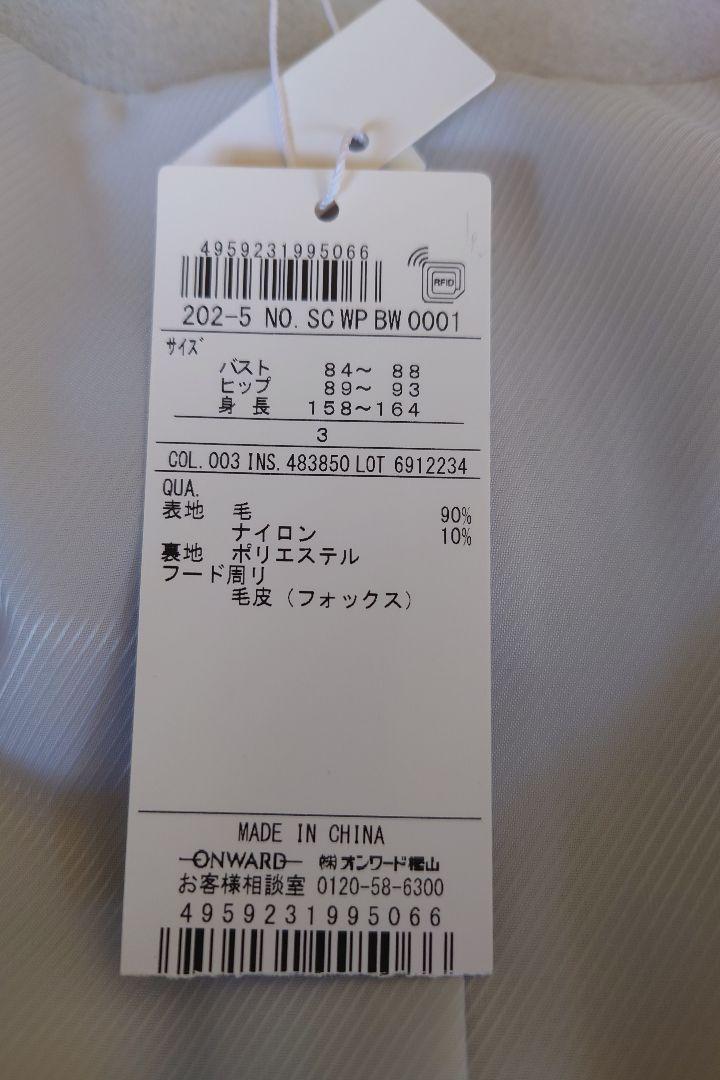 4959231995066
RFID
202-5 NO. SC WP BW 0001
サイズ
バスト 84〜 88
ヒップ 89〜 93
身 長 158〜164
3
COL. 003 INS. 483850 LOT 6912234
QUA.
表地 毛 90%
ナイロン 10%
裏地 ポリエステル
フード周リ
毛皮（フォックス）
MADE IN CHINA
ONWARD ㈱オンワード樫山
お客様相談室 0120-58-6300
4959231995066